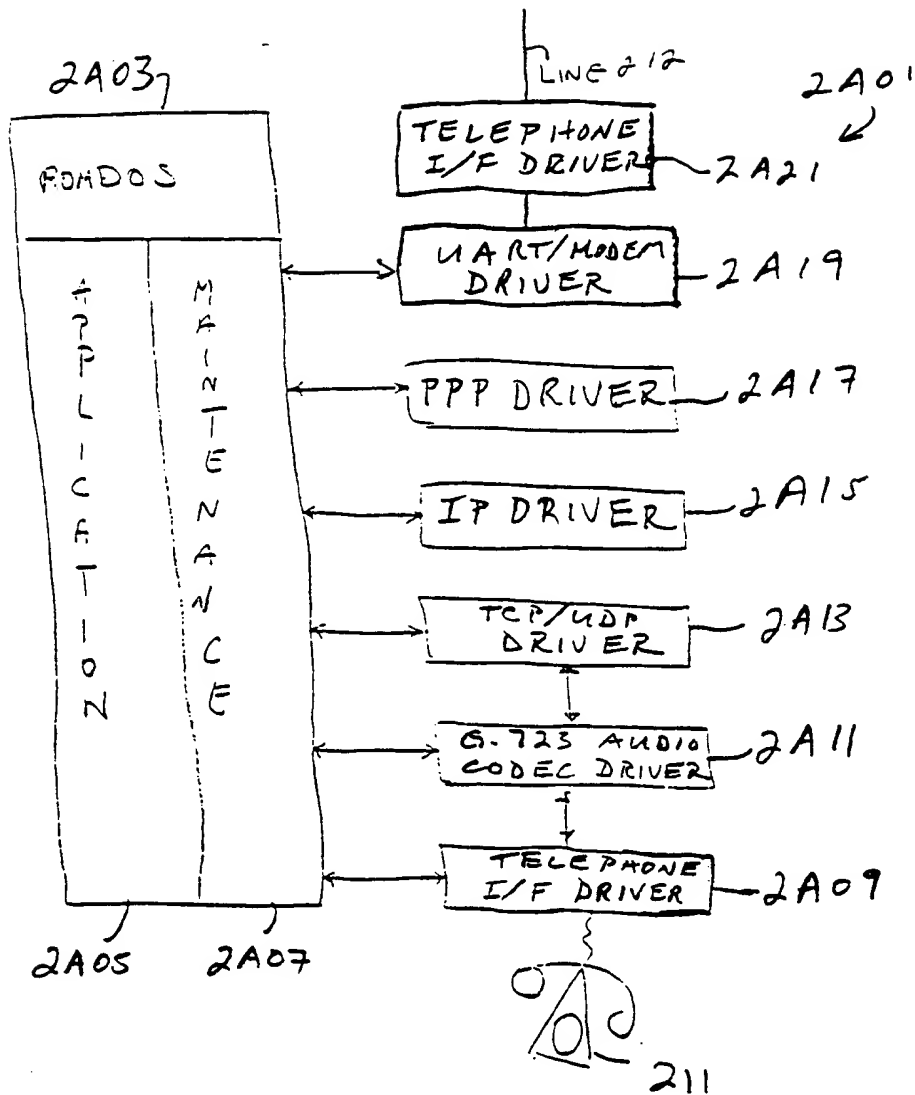 2A03
LINE 212
2A01
TELEPHONE
I/F DRIVER
2A21
ROMDOS
UART/MODEM
DRIVER
2A19
APPLICATION
MAINTENANCE
PPP DRIVER
2A17
IP DRIVER
2A15
TCP/UDP
DRIVER
2A13
G.723 AUDIO
CODEC DRIVER
2A11
TELEPHONE
I/F DRIVER
2A09
2A05
2A07
211